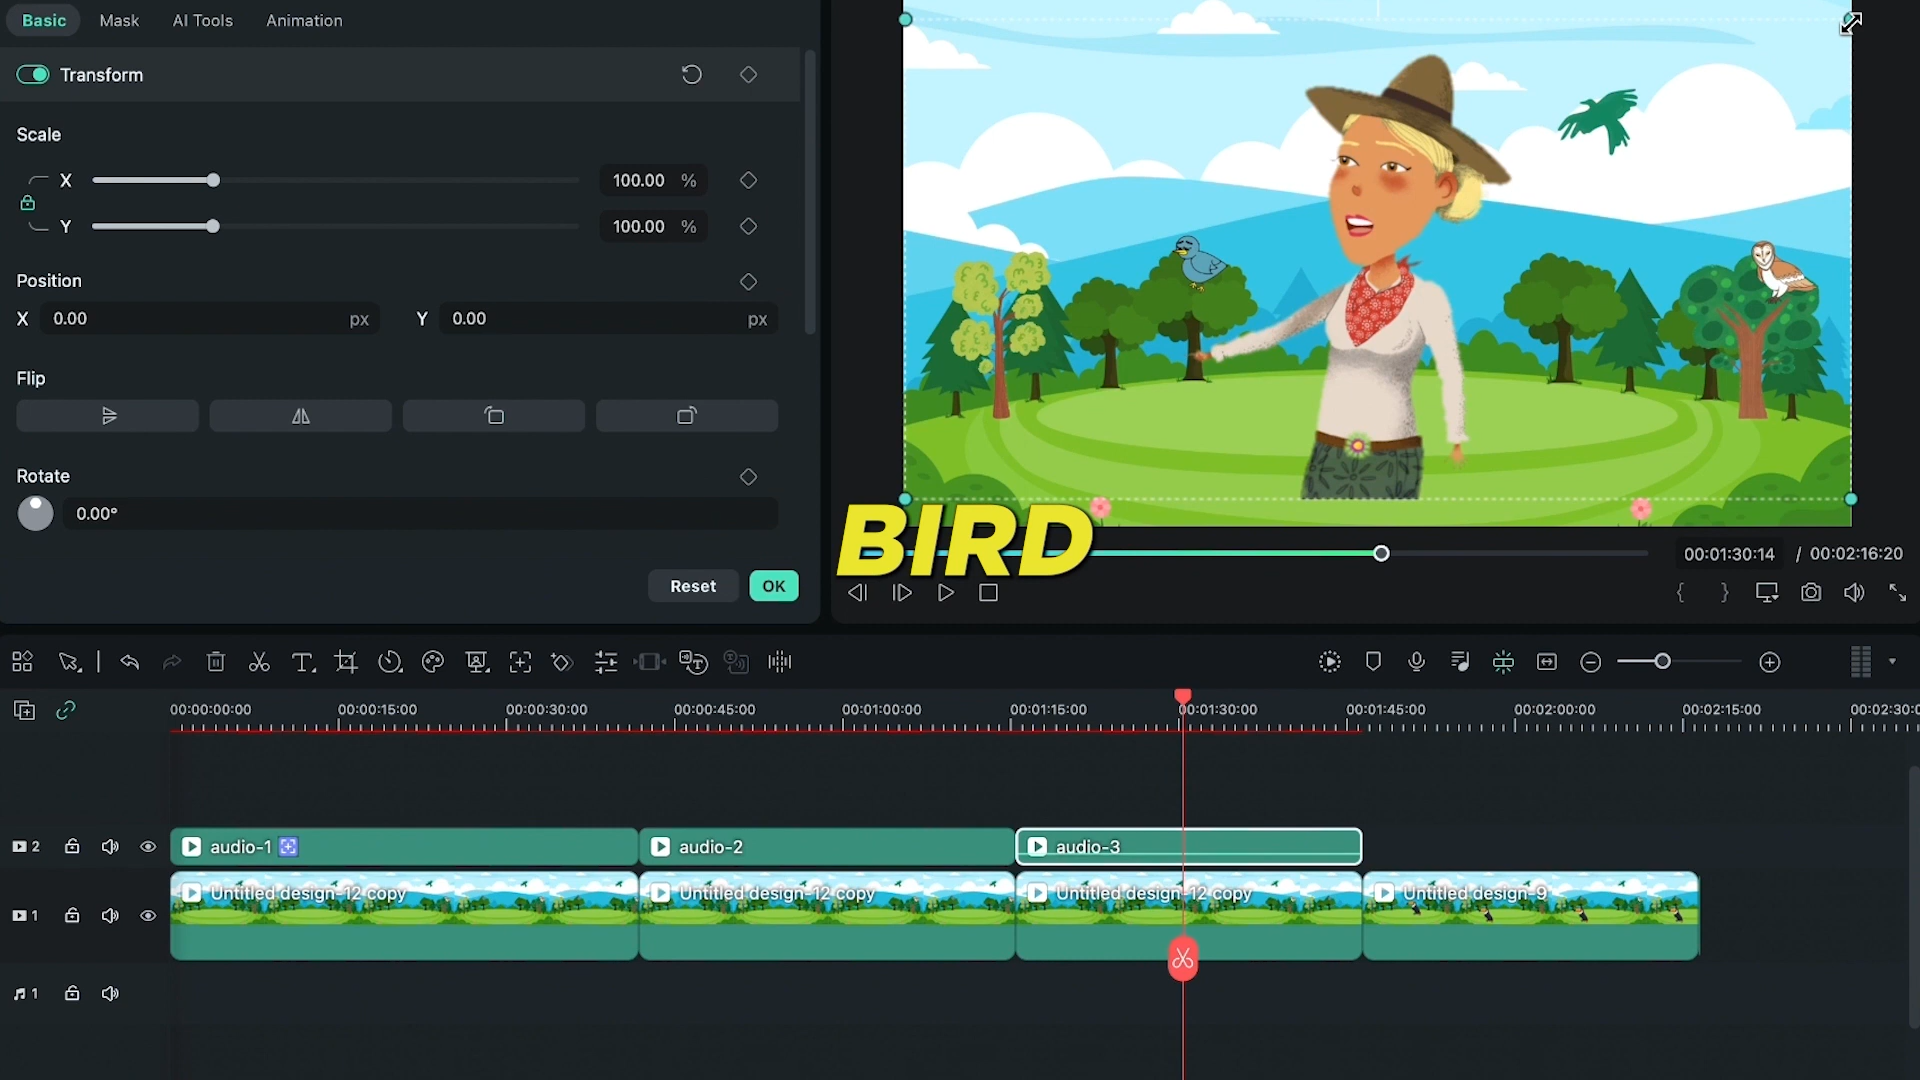 Basic Mask AI Tools Animation
Transform
Scale
X 100.00 %
Y 100.00 %
Position
X 0.00 px Y 0.00 px
Flip
Rotate
0.00°
Reset OK
BIRD
00:01:30:14 / 00:02:16:20
00:00:00:00 00:00:15:00 00:00:30:00 00:00:45:00 00:01:00:00 00:01:15:00 00:01:30:00 00:01:45:00 00:02:00:00 00:02:15:00 00:02:30:0
2 audio-1 audio-2 audio-3
1 Untitled design-12 copy Untitled design-12 copy Untitled design-12 copy Untitled design-9
1